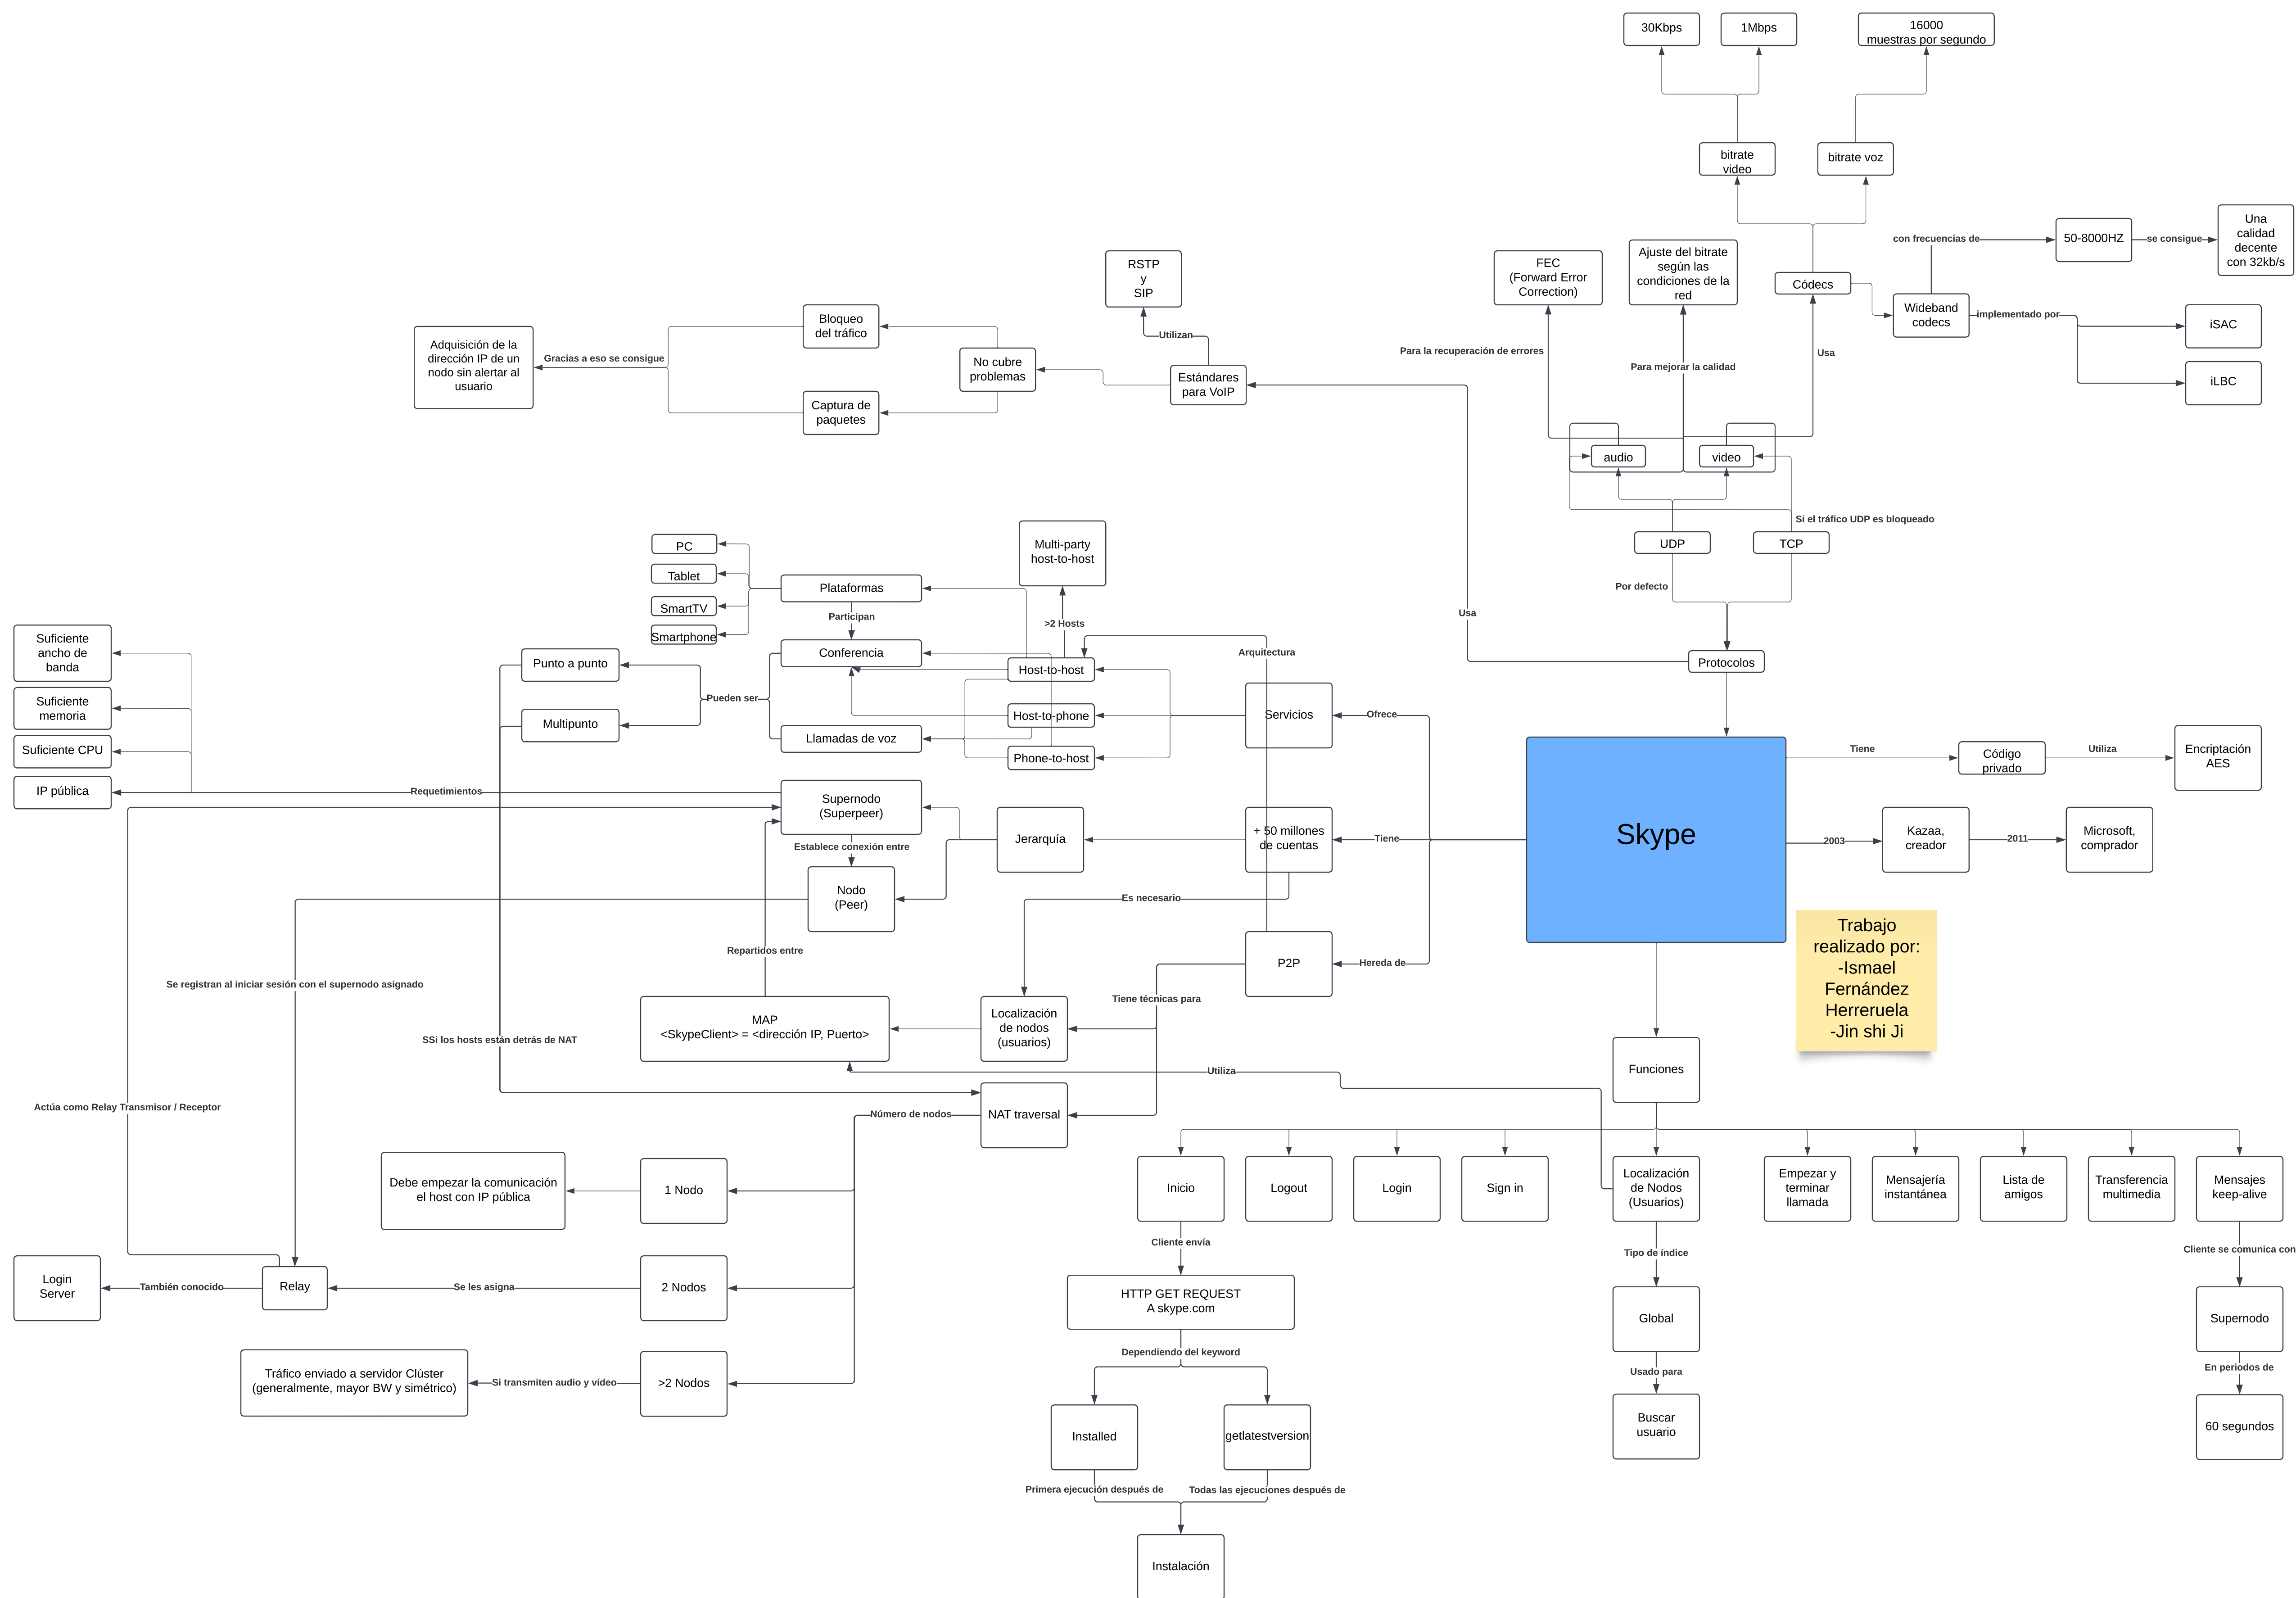 30Kbps
1Mbps
16000
muestras por segundo
bitrate
video
bitrate voz
Una
calidad
decente
con 32kb/s
50-8000HZ
con frecuencias de
se consigue
Códecs
Wideband
codecs
implementado por
iSAC
iLBC
FEC
(Forward Error
Correction)
Ajuste del bitrate
según las
condiciones de la
red
RSTP
y
SIP
Utilizan
Para la recuperación de errores
Para mejorar la calidad
Usa
Bloqueo
del tráfico
Adquisición de la
dirección IP de un
nodo sin alertar al
usuario
Gracias a eso se consigue
No cubre
problemas
Estándares
para VoIP
Captura de
paquetes
audio
video
Si el tráfico UDP es bloqueado
UDP
TCP
Por defecto
Usa
Protocolos
Multi-party
host-to-host
PC
Tablet
SmartTV
Smartphone
Plataformas
Participan
>2 Hosts
Conferencia
Host-to-host
Arquitectura
Suficiente
ancho de
banda
Punto a punto
Pueden ser
Suficiente
memoria
Multipunto
Host-to-phone
Servicios
Ofrece
Llamadas de voz
Phone-to-host
Suficiente CPU
IP pública
Requetimientos
Supernodo
(Superpeer)
Tiene
Código
privado
Utiliza
Encriptación
AES
Skype
Jerarquía
+ 50 millones
de cuentas
Tiene
2003
Kazaa,
creador
2011
Microsoft,
comprador
Establece conexión entre
Nodo
(Peer)
Es necesario
Trabajo
realizado por:
-Ismael
Fernández
Herreruela
-Jin shi Ji
Repartidos entre
P2P
Hereda de
Se registran al iniciar sesión con el supernodo asignado
Tiene técnicas para
MAP
<SkypeClient> = <dirección IP, Puerto>
Localización
de nodos
(usuarios)
SSi los hosts están detrás de NAT
Utiliza
Funciones
Actúa como Relay Transmisor / Receptor
Número de nodos
NAT traversal
Debe empezar la comunicación
el host con IP pública
1 Nodo
Inicio
Logout
Login
Sign in
Localización
de Nodos
(Usuarios)
Empezar y
terminar
llamada
Mensajería
instantánea
Lista de
amigos
Transferencia
multimedia
Mensajes
keep-alive
Cliente envía
Tipo de índice
Cliente se comunica con
Login
Server
También conocido
Relay
Se les asigna
2 Nodos
HTTP GET REQUEST
A skype.com
Global
Supernodo
Dependiendo del keyword
Usado para
En periodos de
Tráfico enviado a servidor Clúster
(generalmente, mayor BW y simétrico)
Si transmiten audio y vídeo
>2 Nodos
Installed
getlatestversion
Buscar
usuario
60 segundos
Primera ejecución después de
Todas las ejecuciones después de
Instalación